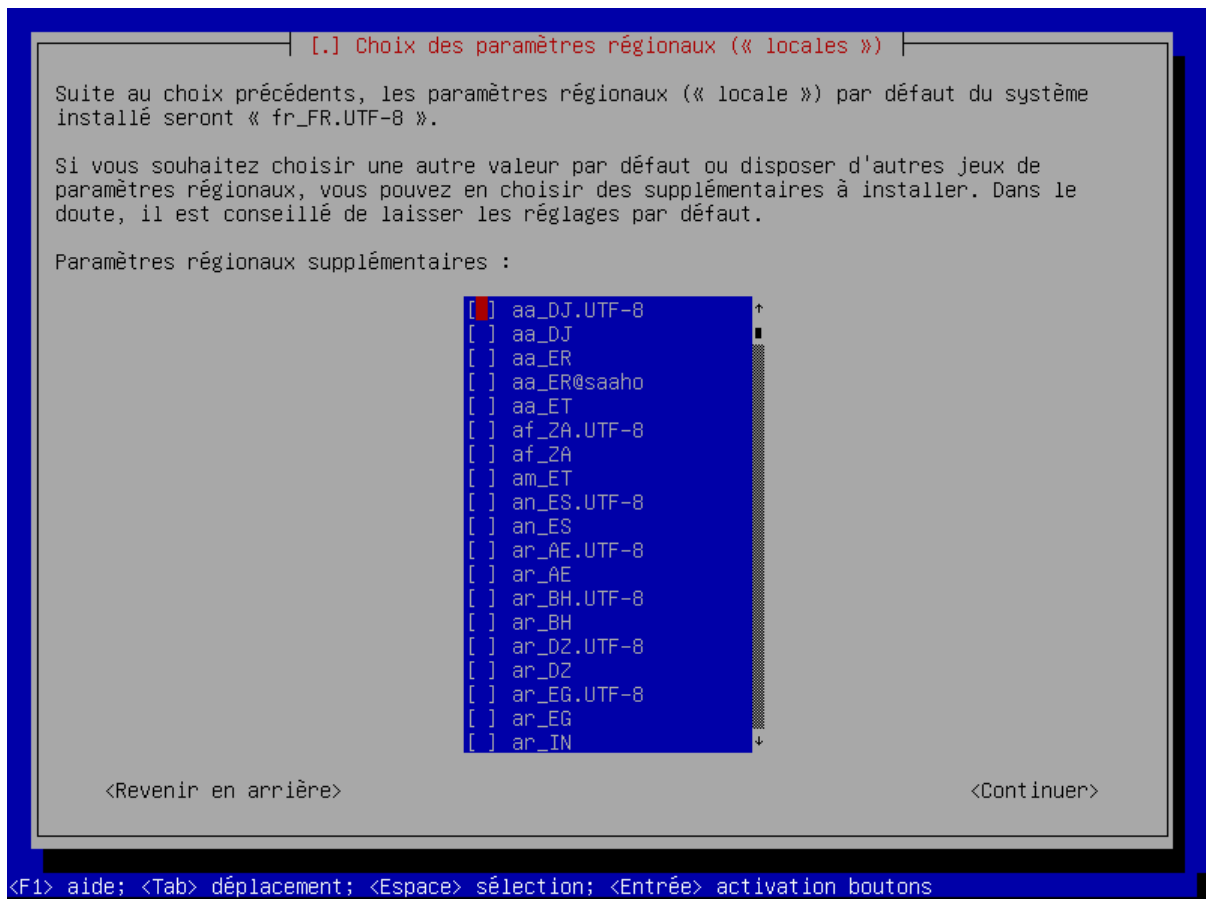 [.] Choix des paramètres régionaux (« locales »)
Suite au choix précédents, les paramètres régionaux (« locale ») par défaut du système
installé seront « fr_FR.UTF-8 ».
Si vous souhaitez choisir une autre valeur par défaut ou disposer d'autres jeux de
paramètres régionaux, vous pouvez en choisir des supplémentaires à installer. Dans le
doute, il est conseillé de laisser les réglages par défaut.
Paramètres régionaux supplémentaires :
[ ] aa_DJ.UTF-8
[ ] aa_DJ
[ ] aa_ER
[ ] aa_ER@saaho
[ ] aa_ET
[ ] af_ZA.UTF-8
[ ] af_ZA
[ ] am_ET
[ ] an_ES.UTF-8
[ ] an_ES
[ ] ar_AE.UTF-8
[ ] ar_AE
[ ] ar_BH.UTF-8
[ ] ar_BH
[ ] ar_DZ.UTF-8
[ ] ar_DZ
[ ] ar_EG.UTF-8
[ ] ar_EG
[ ] ar_IN
<Revenir en arrière> <Continuer>
<F1> aide; <Tab> déplacement; <Espace> sélection; <Entrée> activation boutons